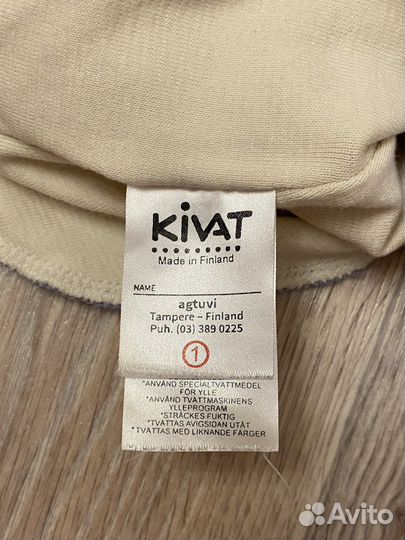 KiVAT
Made in Finland
NAME
agtuvi
Tampere – Finland
Puh. (03) 389 0225
1
*ANVÄND SPECIALTVÄTTMEDEL
FÖR YLLE
*ANVÄND TVÄTTMASKINENS
YLLEPROGRAM
*STRÄCKES FUKTIG
*TVÄTTAS AVIGSIDAN UTÅT
*TVÄTTAS MED LIKNANDE FÄRGER
Avito